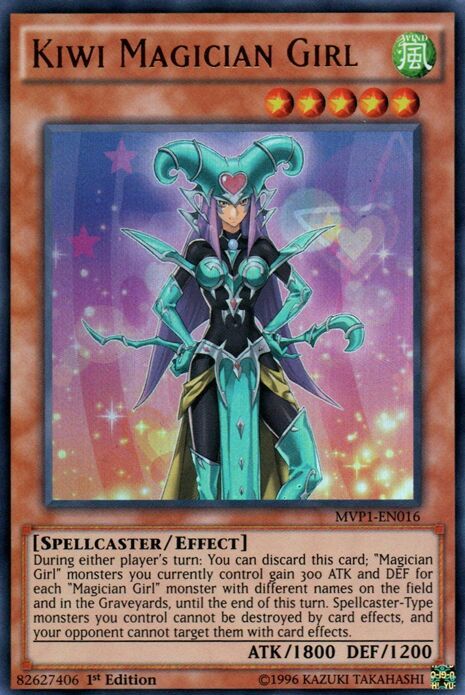 KIWI MAGICIAN GIRL
WIND
風
MVP1-EN016
[SPELLCASTER/EFFECT]
During either player's turn: You can discard this card; "Magician
Girl" monsters you currently control gain 300 ATK and DEF for
each "Magician Girl" monster with different names on the field
and in the Graveyards, until the end of this turn. Spellcaster-Type
monsters you control cannot be destroyed by card effects, and
your opponent cannot target them with card effects.
ATK/1800 DEF/1200
82627406 1st Edition ©1996 KAZUKI TAKAHASHI